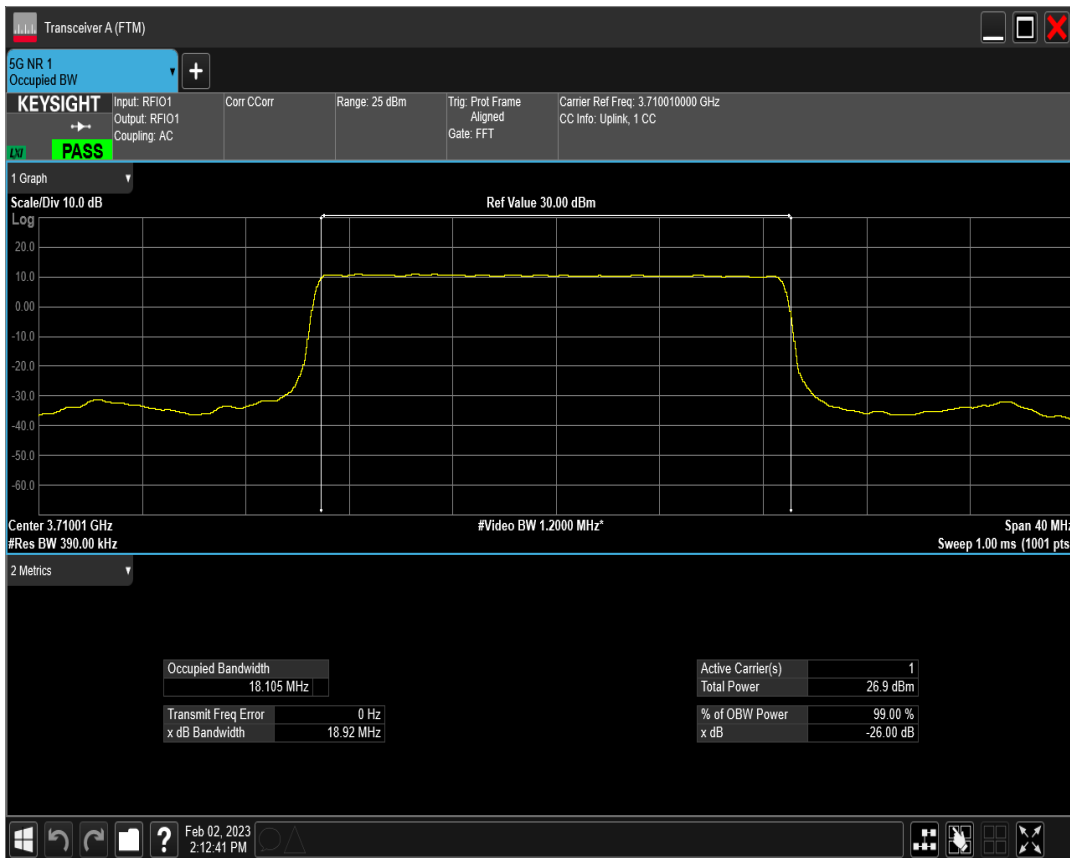 Transceiver A (FTM)
5G NR 1
Occupied BW
+
KEYSIGHT
LXI
PASS
Input: RFIO1
Output: RFIO1
Coupling: AC
Corr CCorr
Range: 25 dBm
Trig: Prot Frame
Aligned
Gate: FFT
Carrier Ref Freq: 3.710010000 GHz
CC Info: Uplink, 1 CC
1 Graph
Scale/Div 10.0 dB
Ref Value 30.00 dBm
Log
20.0
10.0
0.00
-10.0
-20.0
-30.0
-40.0
-50.0
-60.0
Center 3.71001 GHz
#Video BW 1.2000 MHz*
Span 40 MHz
#Res BW 390.00 kHz
Sweep 1.00 ms (1001 pts
2 Metrics
Occupied Bandwidth
18.105 MHz
Transmit Freq Error 0 Hz
x dB Bandwidth 18.92 MHz
Active Carrier(s) 1
Total Power 26.9 dBm
% of OBW Power 99.00 %
x dB -26.00 dB
?
Feb 02, 2023
2:12:41 PM